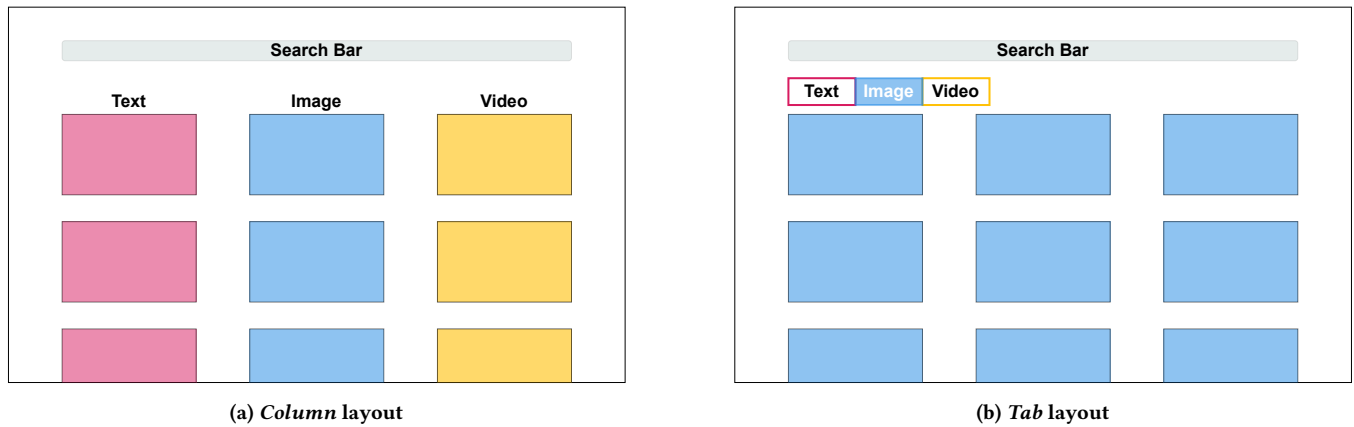 Search Bar
Text Image Video
(a) Column layout
Search Bar
Text Image Video
(b) Tab layout